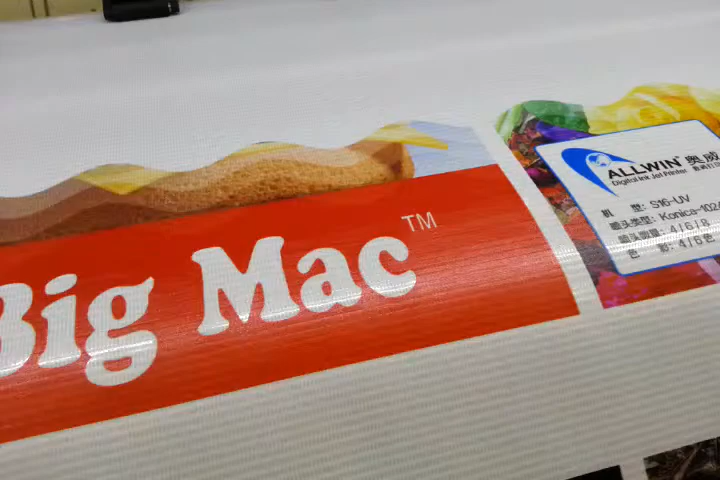 Big Mac™
ALLWIN® 奥威
Digital Ink Jet Printer
机 型: S16-UV
喷头类型: Konica-1024
喷头数量: 4/6/8
色 彩: 4/6色